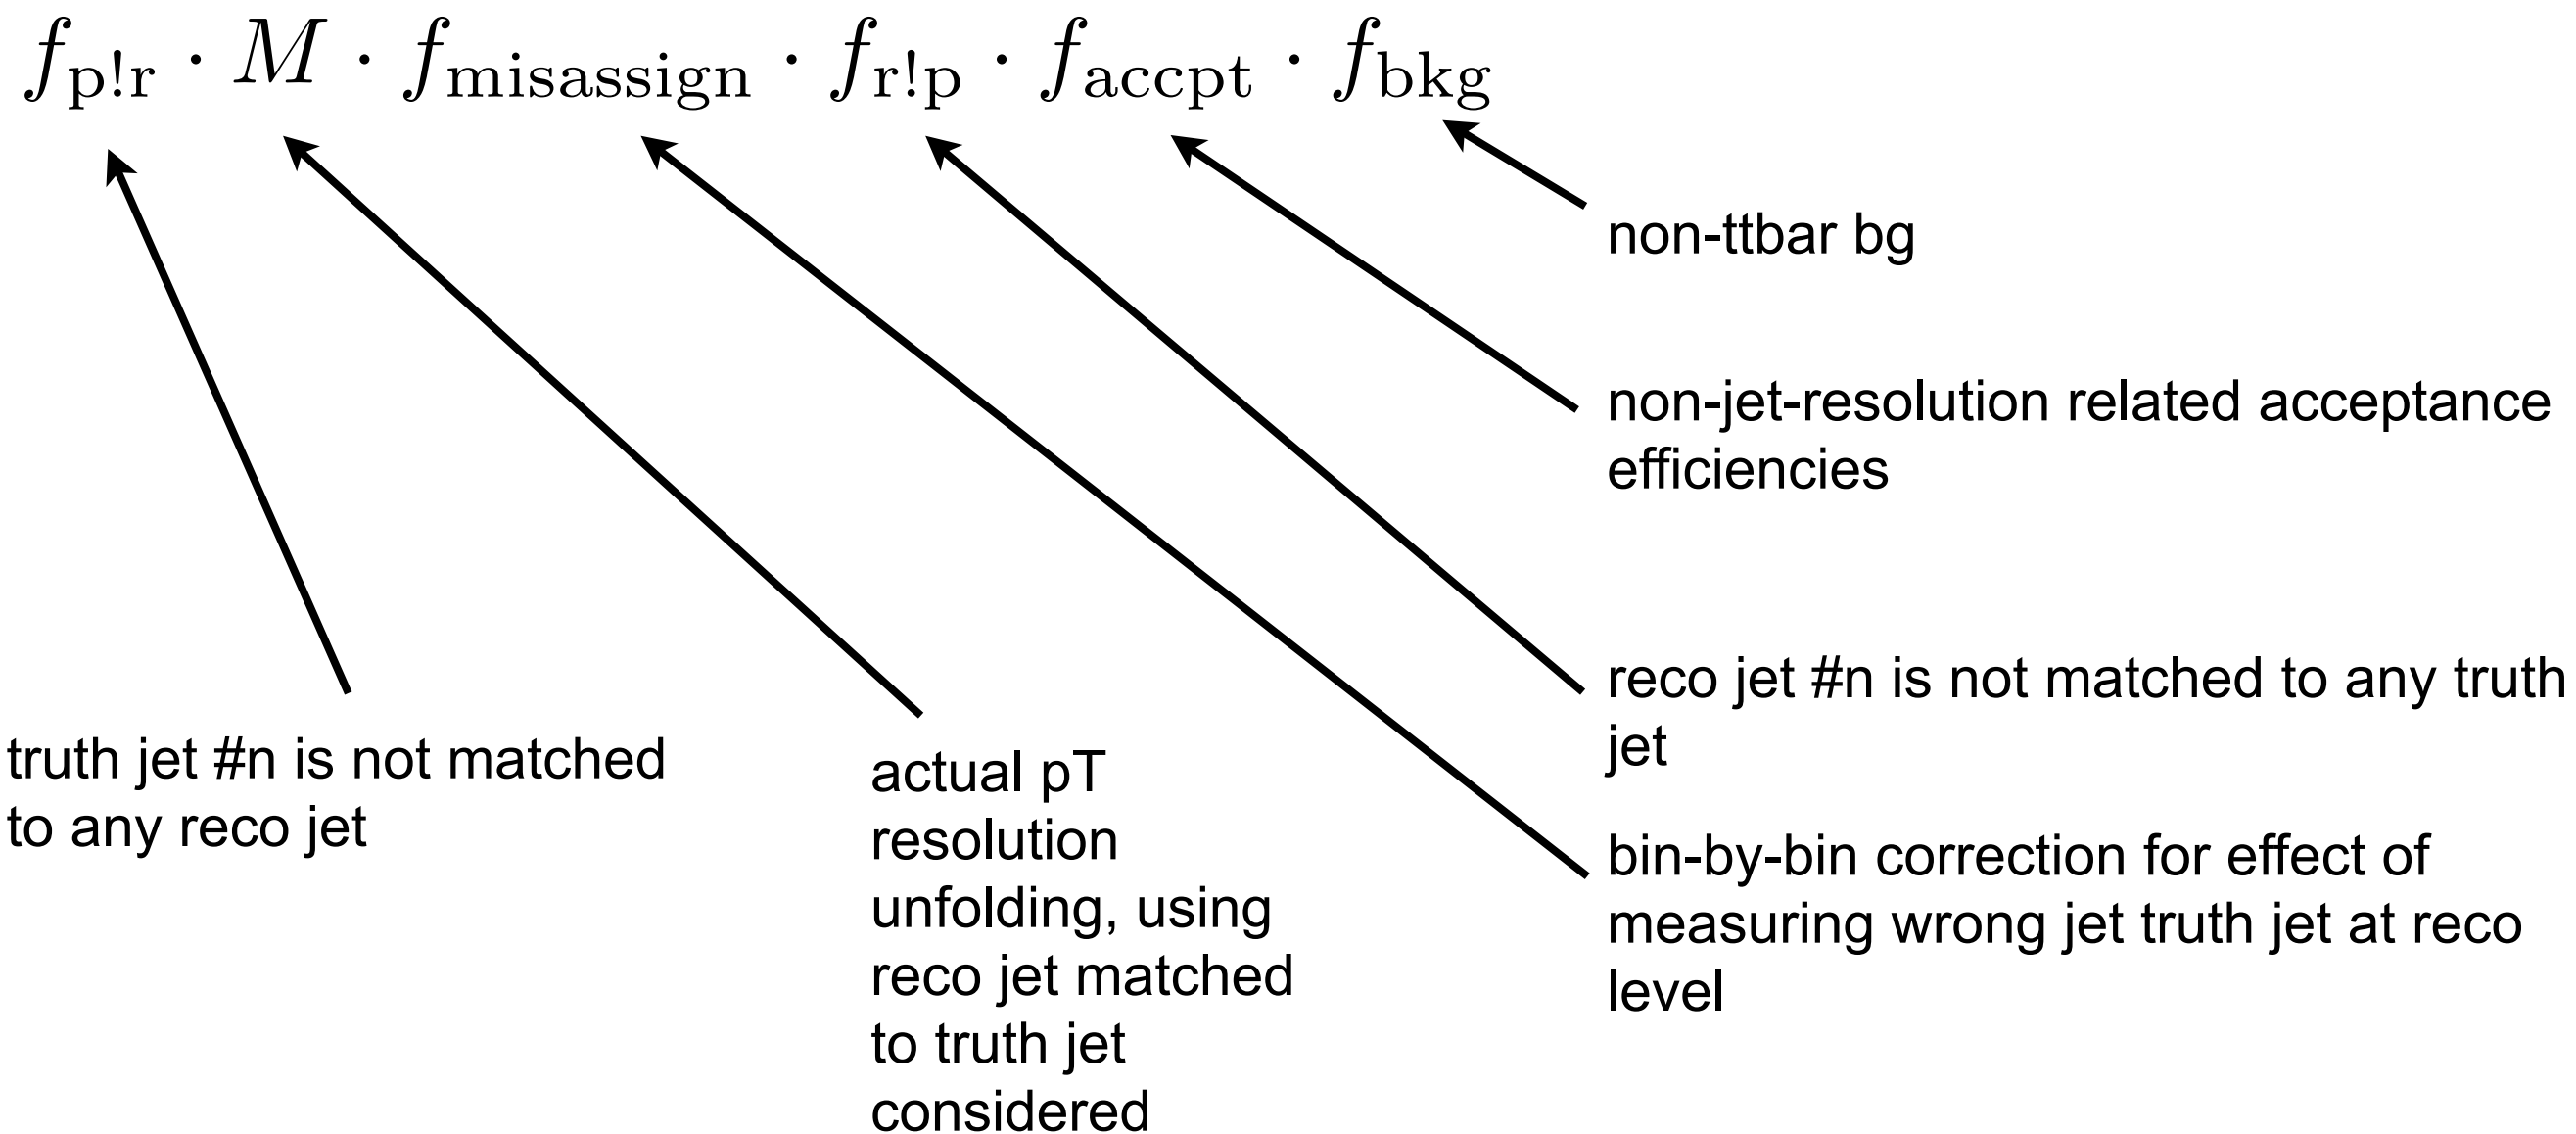 f_{p!r} · M · f_{misassign} · f_{r!p} · f_{accpt} · f_{bkg}
non-ttbar bg
non-jet-resolution related acceptance
efficiencies
reco jet #n is not matched to any truth
jet
truth jet #n is not matched
to any reco jet
actual pT
resolution
unfolding, using
reco jet matched
to truth jet
considered
bin-by-bin correction for effect of
measuring wrong jet truth jet at reco
level